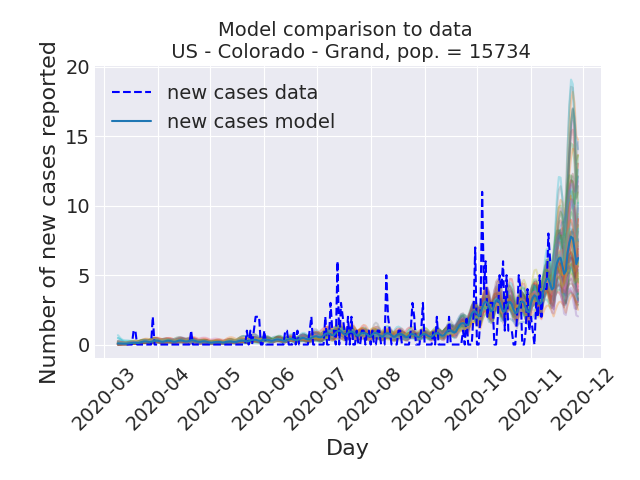 Model comparison to data
US - Colorado - Grand, pop. = 15734
Number of new cases reported
20
15
10
5
0
new cases data
new cases model
2020-03
2020-04
2020-05
2020-06
2020-07
2020-08
2020-09
2020-10
2020-11
2020-12
Day